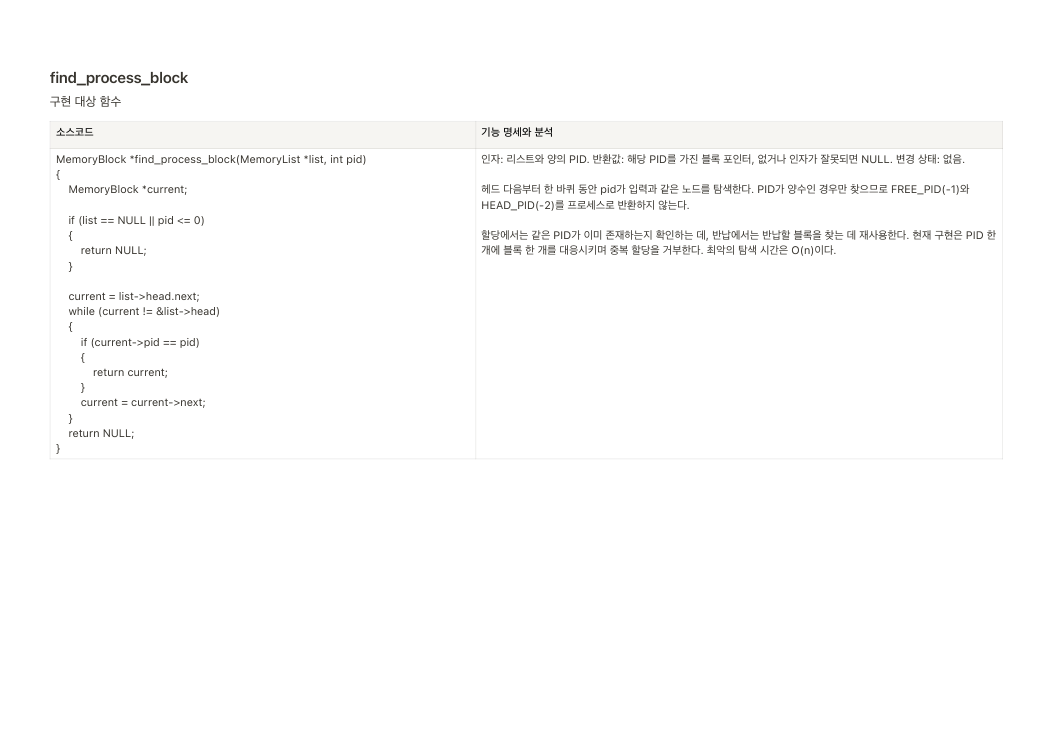 find_process_block
구현 대상 함수
소스코드
기능 명세와 분석
MemoryBlock *find_process_block(MemoryList *list, int pid)
{
    MemoryBlock *current;

    if (list == NULL || pid <= 0)
    {
        return NULL;
    }

    current = list->head.next;
    while (current != &list->head)
    {
        if (current->pid == pid)
        {
            return current;
        }
        current = current->next;
    }
    return NULL;
}
인자: 리스트와 양의 PID. 반환값: 해당 PID를 가진 블록 포인터, 없거나 인자가 잘못되면 NULL. 변경 상태: 없음.

헤드 다음부터 한 바퀴 동안 pid가 입력과 같은 노드를 탐색한다. PID가 양수인 경우만 찾으므로 FREE_PID(-1)와
HEAD_PID(-2)를 프로세스로 반환하지 않는다.

할당에서는 같은 PID가 이미 존재하는지 확인하는 데, 반납에서는 반납할 블록을 찾는 데 재사용한다. 현재 구현은 PID 한
개에 블록 한 개를 대응시키며 중복 할당을 거부한다. 최악의 탐색 시간은 O(n)이다.